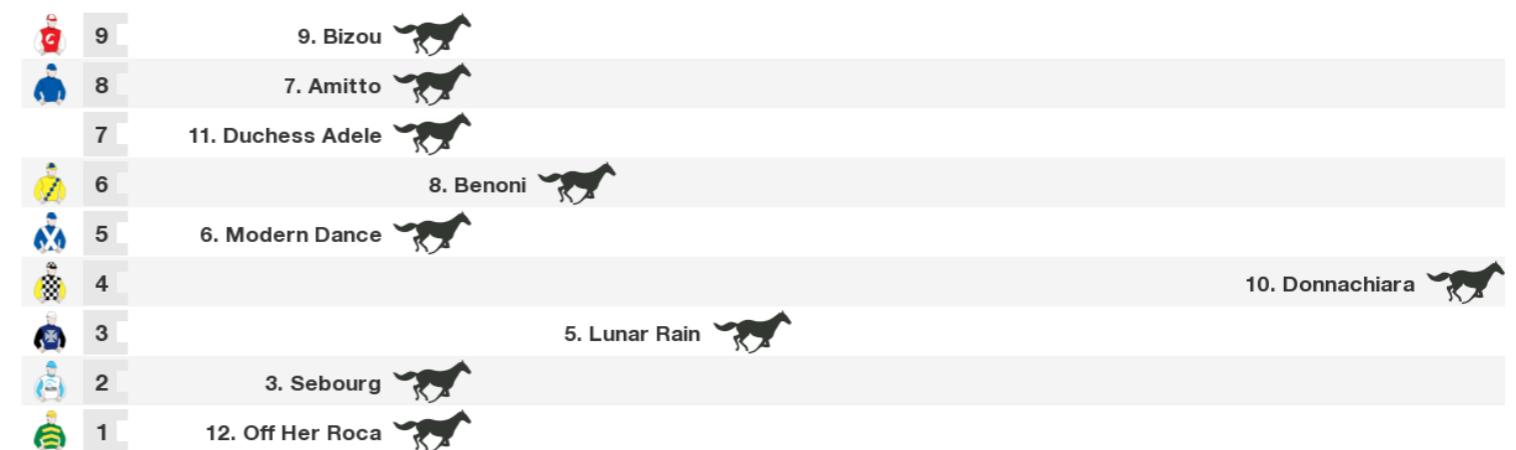 9 9. Bizou
8 7. Amitto
7 11. Duchess Adele
6 8. Benoni
5 6. Modern Dance
4 10. Donnachiara
3 5. Lunar Rain
2 3. Sebourg
1 12. Off Her Roca